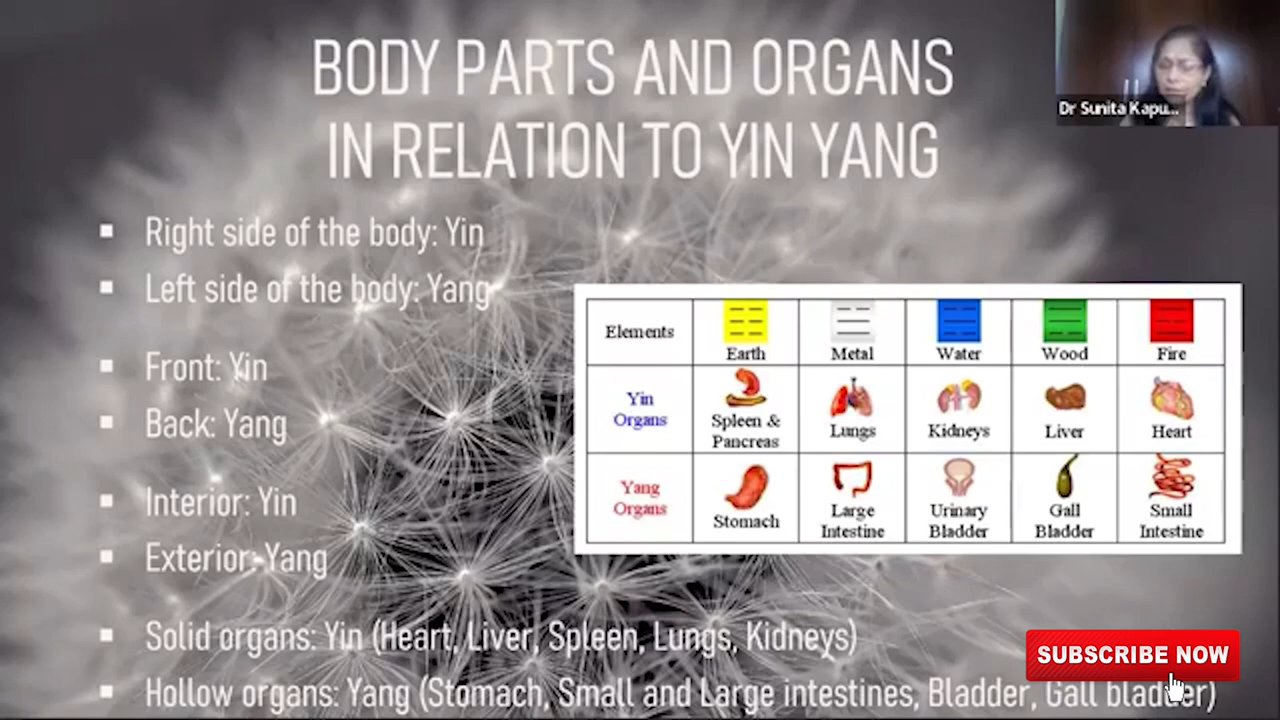 BODY PARTS AND ORGANS
IN RELATION TO YIN YANG
Dr Sunita Kapu...
▪ Right side of the body: Yin
▪ Left side of the body: Yang
▪ Front: Yin
▪ Back: Yang
▪ Interior: Yin
▪ Exterior: Yang
▪ Solid organs: Yin (Heart, Liver, Spleen, Lungs, Kidneys)
▪ Hollow organs: Yang (Stomach, Small and Large intestines, Bladder, Gall bladder)
Elements Earth Metal Water Wood Fire
Yin Organs Spleen & Pancreas Lungs Kidneys Liver Heart
Yang Organs Stomach Large Intestine Urinary Bladder Gall Bladder Small Intestine
SUBSCRIBE NOW